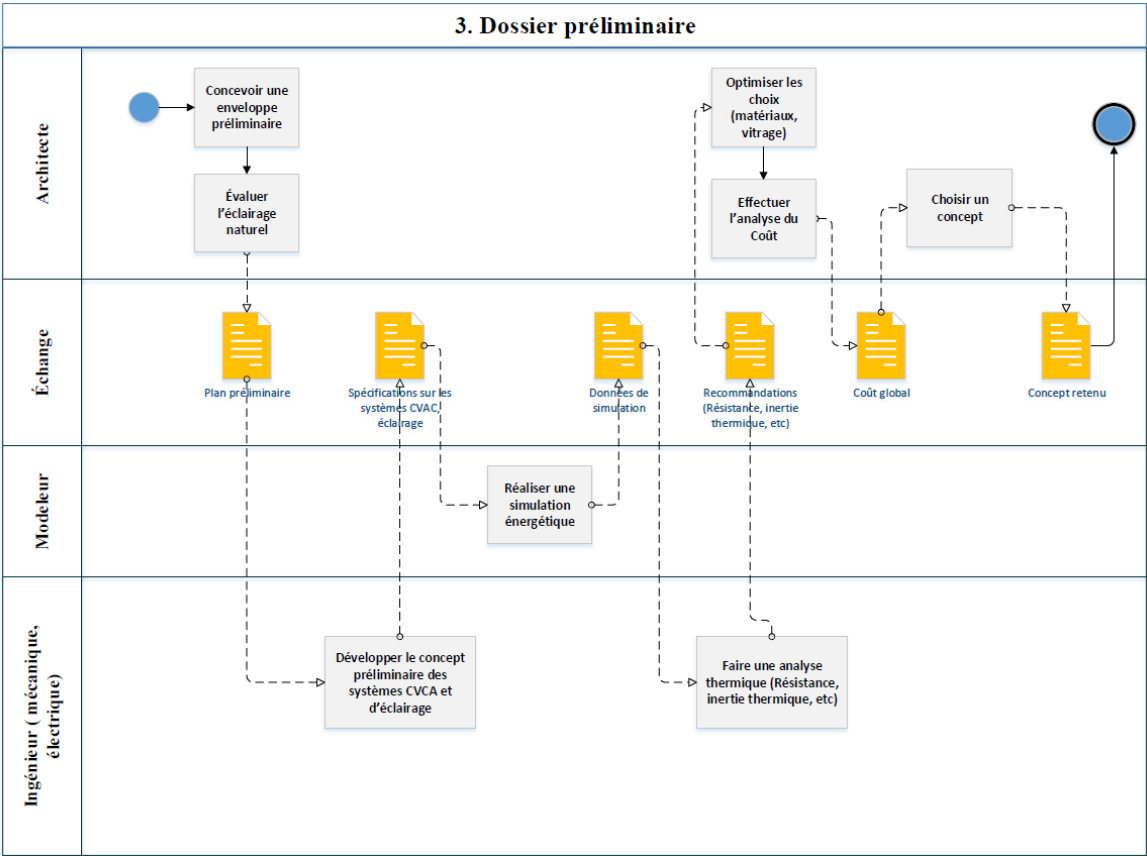 3. Dossier préliminaire
Architecte
Concevoir une
enveloppe
préliminaire
Évaluer
l'éclairage
naturel
Optimiser les
choix
(matériaux,
vitrage)
Effectuer
l'analyse du
Coût
Choisir un
concept
Échange
Plan préliminaire
Spécifications sur les
systèmes CVAC,
éclairage
Données de
simulation
Recommandations
(Résistance, inertie
thermique, etc)
Coût global
Concept retenu
Modeleur
Réaliser une
simulation
énergétique
Ingénieur ( mécanique,
électrique)
Développer le concept
préliminaire des
systèmes CVCA et
d'éclairage
Faire une analyse
thermique (Résistance,
inertie thermique, etc)